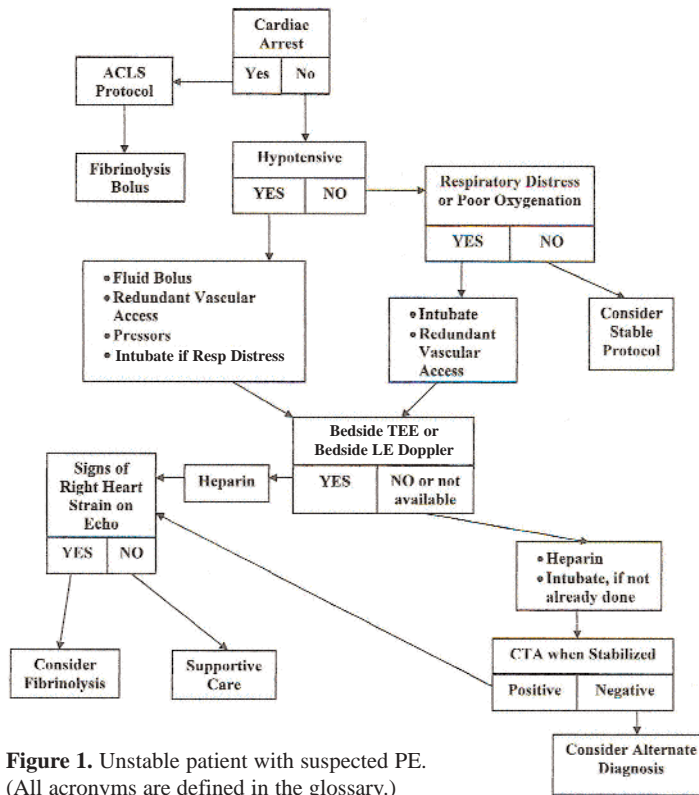 Cardiac
Arrest
Yes No
ACLS
Protocol
Fibrinolysis
Bolus
Hypotensive
YES NO
Respiratory Distress
or Poor Oxygenation
YES NO
• Fluid Bolus
• Redundant Vascular
Access
• Pressors
• Intubate if Resp Distress
• Intubate
• Redundant
Vascular
Access
Consider
Stable
Protocol
Bedside TEE or
Bedside LE Doppler
YES NO or not
available
Heparin
Signs of
Right Heart
Strain on
Echo
YES NO
• Heparin
• Intubate, if not
already done
Consider
Fibrinolysis
Supportive
Care
CTA when Stabilized
Positive Negative
Consider Alternate
Diagnosis
Figure 1. Unstable patient with suspected PE.
(All acronyms are defined in the glossary.)